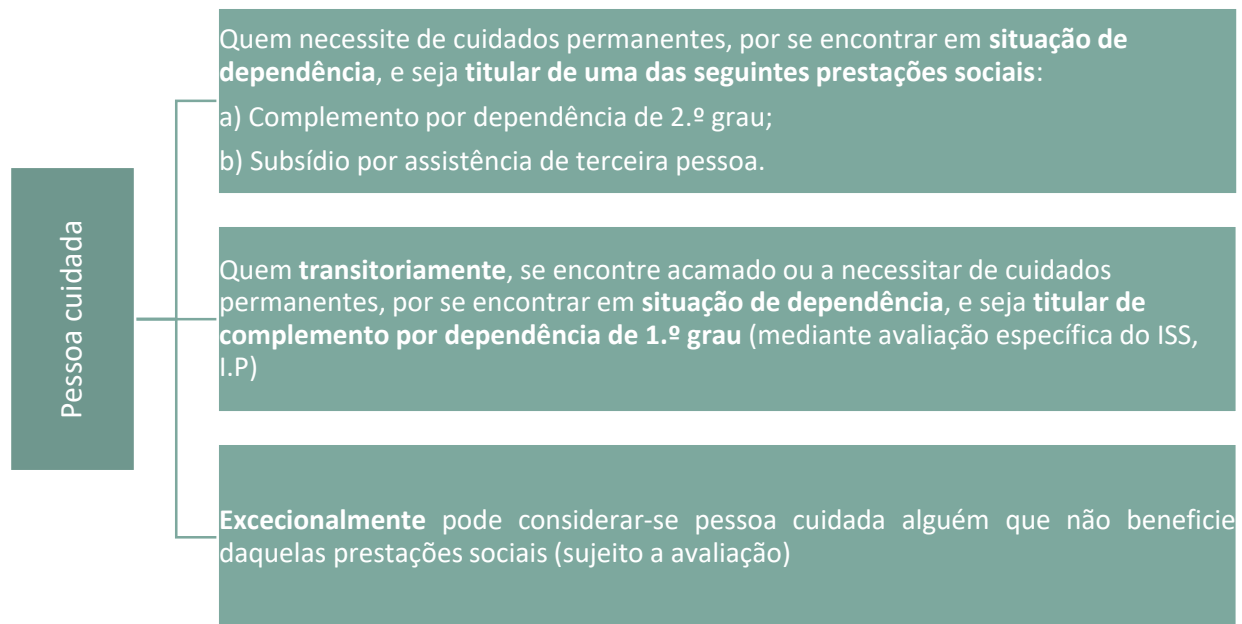 Pessoa cuidada
Quem necessite de cuidados permanentes, por se encontrar em situação de
dependência, e seja titular de uma das seguintes prestações sociais:
a) Complemento por dependência de 2.º grau;
b) Subsídio por assistência de terceira pessoa.
Quem transitoriamente, se encontre acamado ou a necessitar de cuidados
permanentes, por se encontrar em situação de dependência, e seja titular de
complemento por dependência de 1.º grau (mediante avaliação específica do ISS,
I.P)
Excecionalmente pode considerar-se pessoa cuidada alguém que não beneficie
daquelas prestações sociais (sujeito a avaliação)